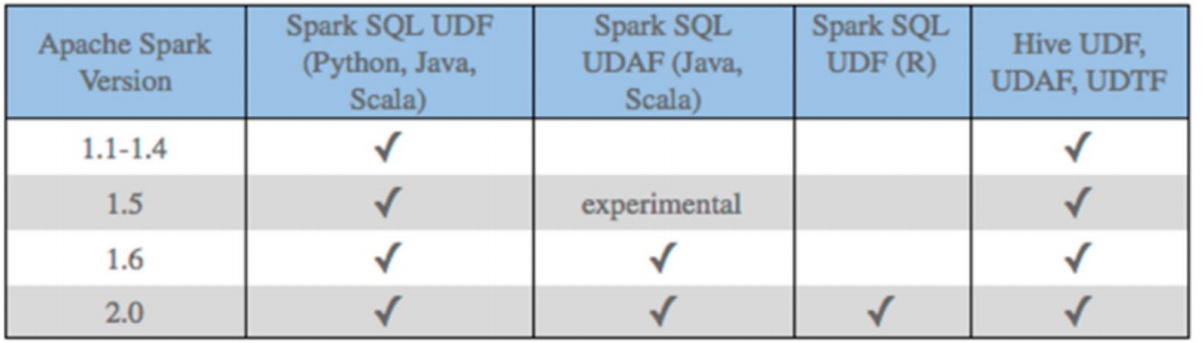 Apache Spark Version | Spark SQL UDF (Python, Java, Scala) | Spark SQL UDAF (Java, Scala) | Spark SQL UDF (R) | Hive UDF, UDAF, UDTF
1.1-1.4 | ✓ | | | ✓
1.5 | ✓ | experimental | | ✓
1.6 | ✓ | ✓ | | ✓
2.0 | ✓ | ✓ | ✓ | ✓